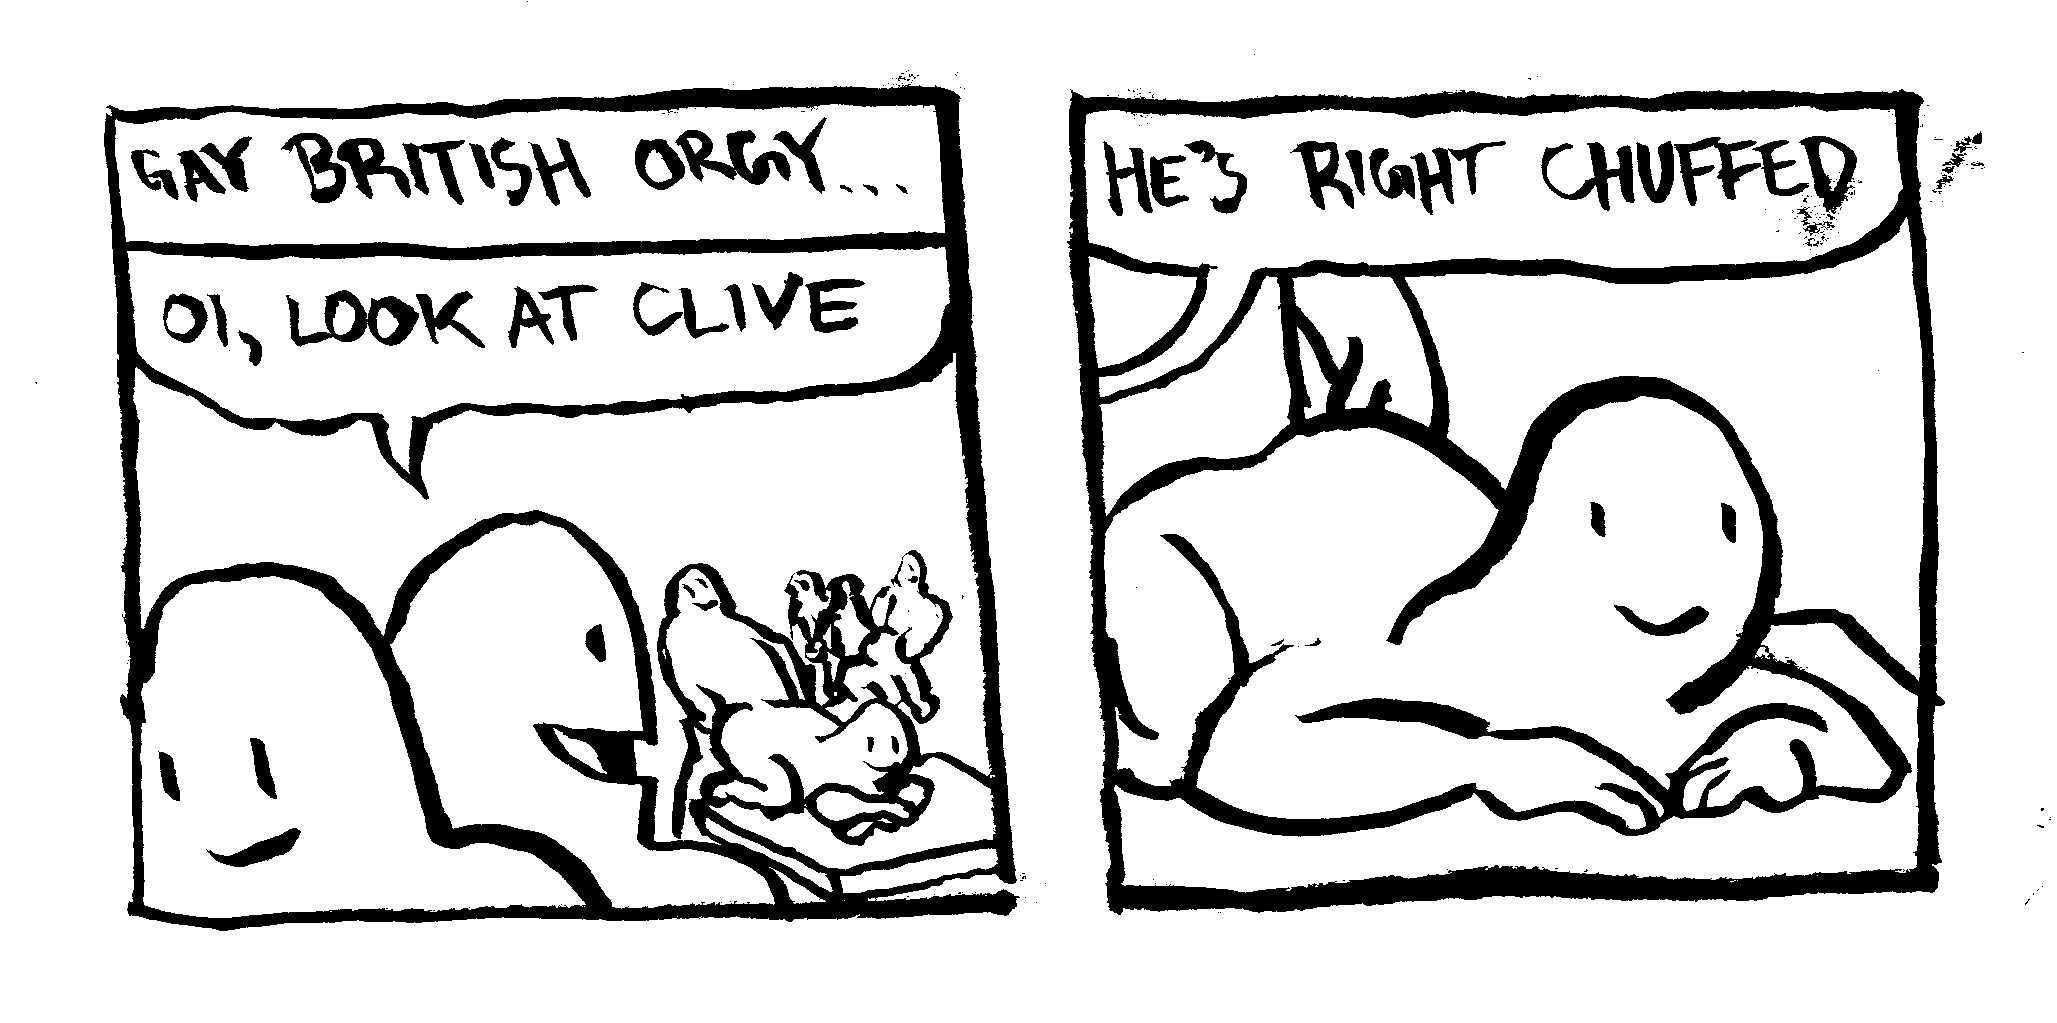 GAY BRITISH ORGY...
OI, LOOK AT CLIVE
HE'S RIGHT CHUFFED